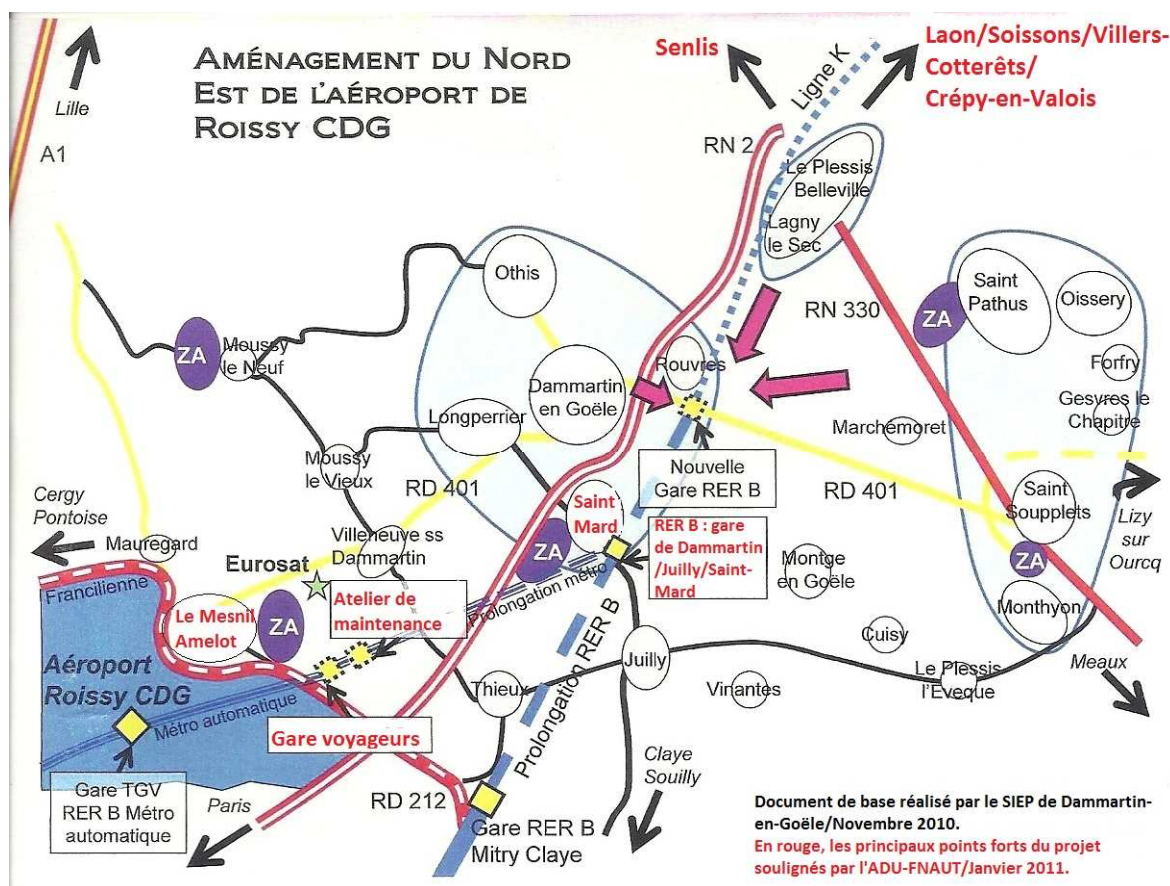 AMÉNAGEMENT DU NORD
EST DE L'AÉROPORT DE
ROISSY CDG
Lille
A1
Senlis
Ligne K
Laon/Soissons/Villers-
Cotterêts/
Crépy-en-Valois
RN 2
Le Plessis
Belleville
Lagny
le Sec
Othis
RN 330
Saint
Pathus
Oissery
ZA
ZA
Moussy
le Neuf
Rouvres
Forfry
Dammartin
en Goële
Gesvres le
Chapitre
Longperrier
Marchémoret
Moussy
le Vieux
Nouvelle
Gare RER B
RD 401
RD 401
Saint
Soupplets
Lizy
sur
Ourcq
Cergy
Pontoise
Mauregard
Saint
Mard
RER B : gare
de Dammartin
/Juilly/Saint-
Mard
Villeneuve ss
Dammartin
ZA
Montge
en Goële
ZA
Eurosat
Francilienne
Prolongation métro
Atelier de
maintenance
Monthyon
Le Mesnil
Amelot
ZA
Cuisy
Juilly
Aéroport
Roissy CDG
Thieux
Prolongation RER B
Vinantes
Le Plessis
l'Eveque
Meaux
Métro automatique
Gare voyageurs
Gare TGV
RER B Métro
automatique
Paris
RD 212
Claye
Souilly
Gare RER B
Mitry Claye
Document de base réalisé par le SIEP de Dammartin-
en-Goële/Novembre 2010.
En rouge, les principaux points forts du projet
soulignés par l'ADU-FNAUT/Janvier 2011.